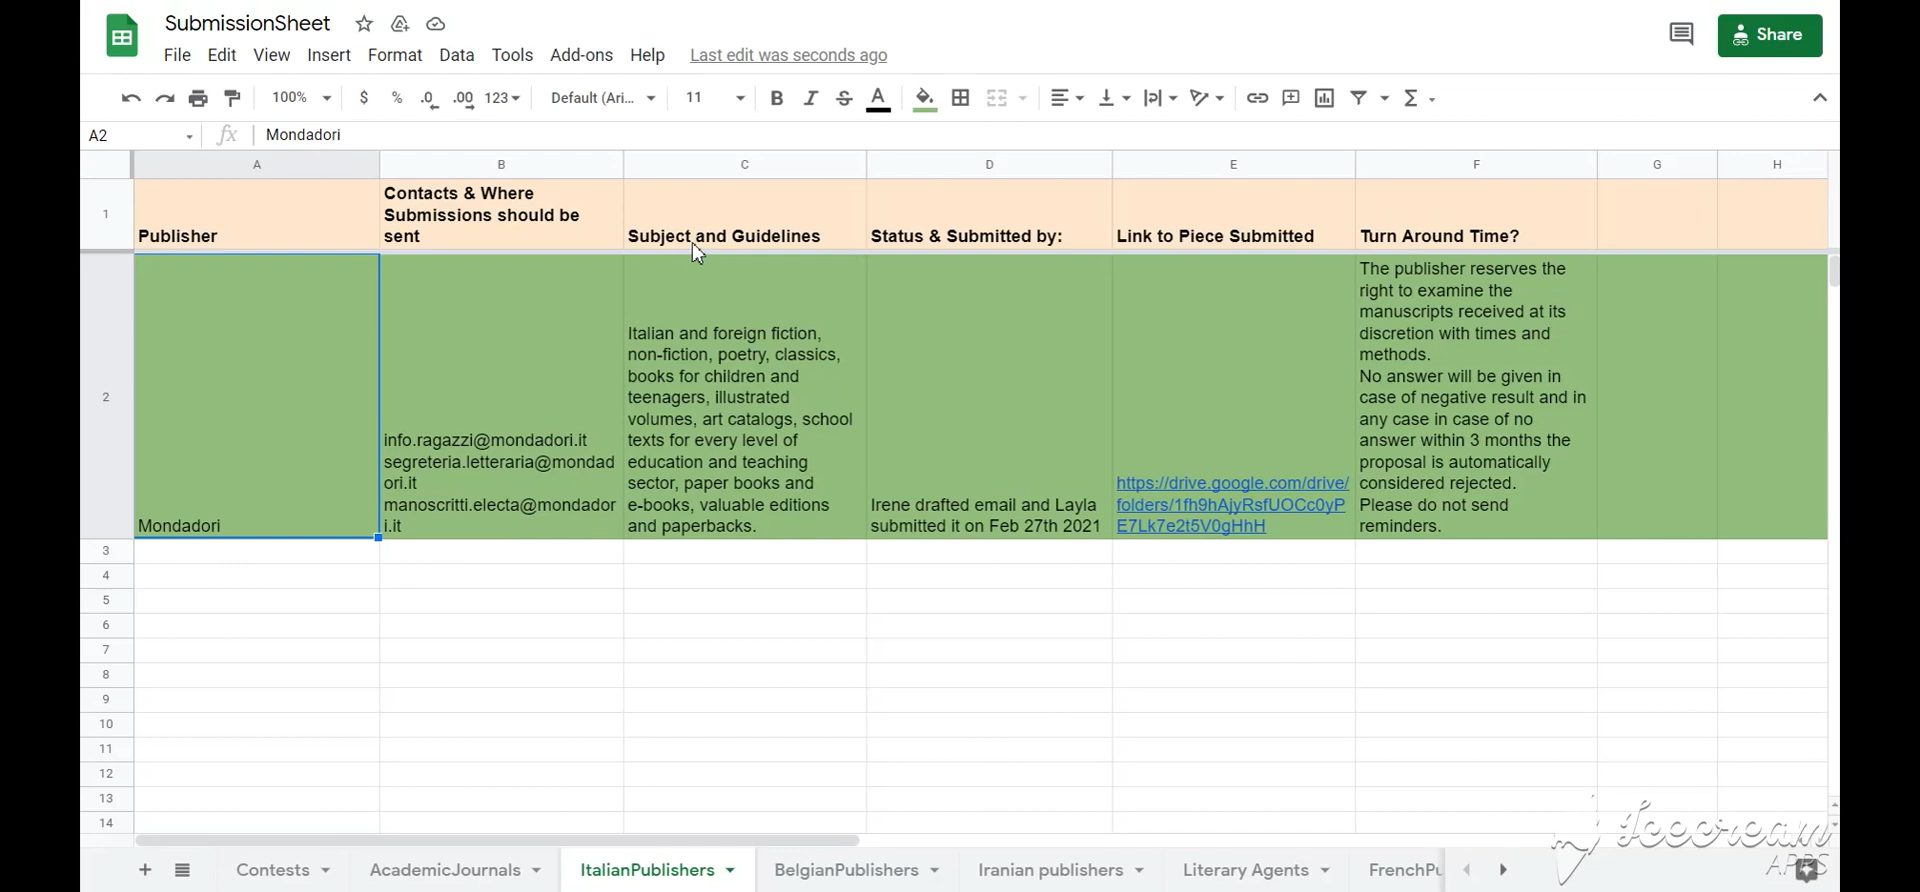 SubmissionSheet
File Edit View Insert Format Data Tools Add-ons Help Last edit was seconds ago
Share
100% $ % .0 .00 123 Default (Ari... 11 B I S A Σ
A2 fx Mondadori
A B C D E F G H
1
Publisher
Contacts & Where
Submissions should be
sent
Subject and Guidelines
Status & Submitted by:
Link to Piece Submitted
Turn Around Time?
2
Mondadori
info.ragazzi@mondadori.it
segreteria.letteraria@mondad
ori.it
manoscritti.electa@mondador
i.it
Italian and foreign fiction,
non-fiction, poetry, classics,
books for children and
teenagers, illustrated
volumes, art catalogs, school
texts for every level of
education and teaching
sector, paper books and
e-books, valuable editions
and paperbacks.
Irene drafted email and Layla
submitted it on Feb 27th 2021
https://drive.google.com/drive/
folders/1fh9hAjyRsfUOCc0yP
E7Lk7e2t5V0gHhH
The publisher reserves the
right to examine the
manuscripts received at its
discretion with times and
methods.
No answer will be given in
case of negative result and in
any case in case of no
answer within 3 months the
proposal is automatically
considered rejected.
Please do not send
reminders.
3
4
5
6
7
8
9
10
11
12
13
14
Contests AcademicJournals ItalianPublishers BelgianPublishers Iranian publishers Literary Agents FrenchPu
Icecream
APPS